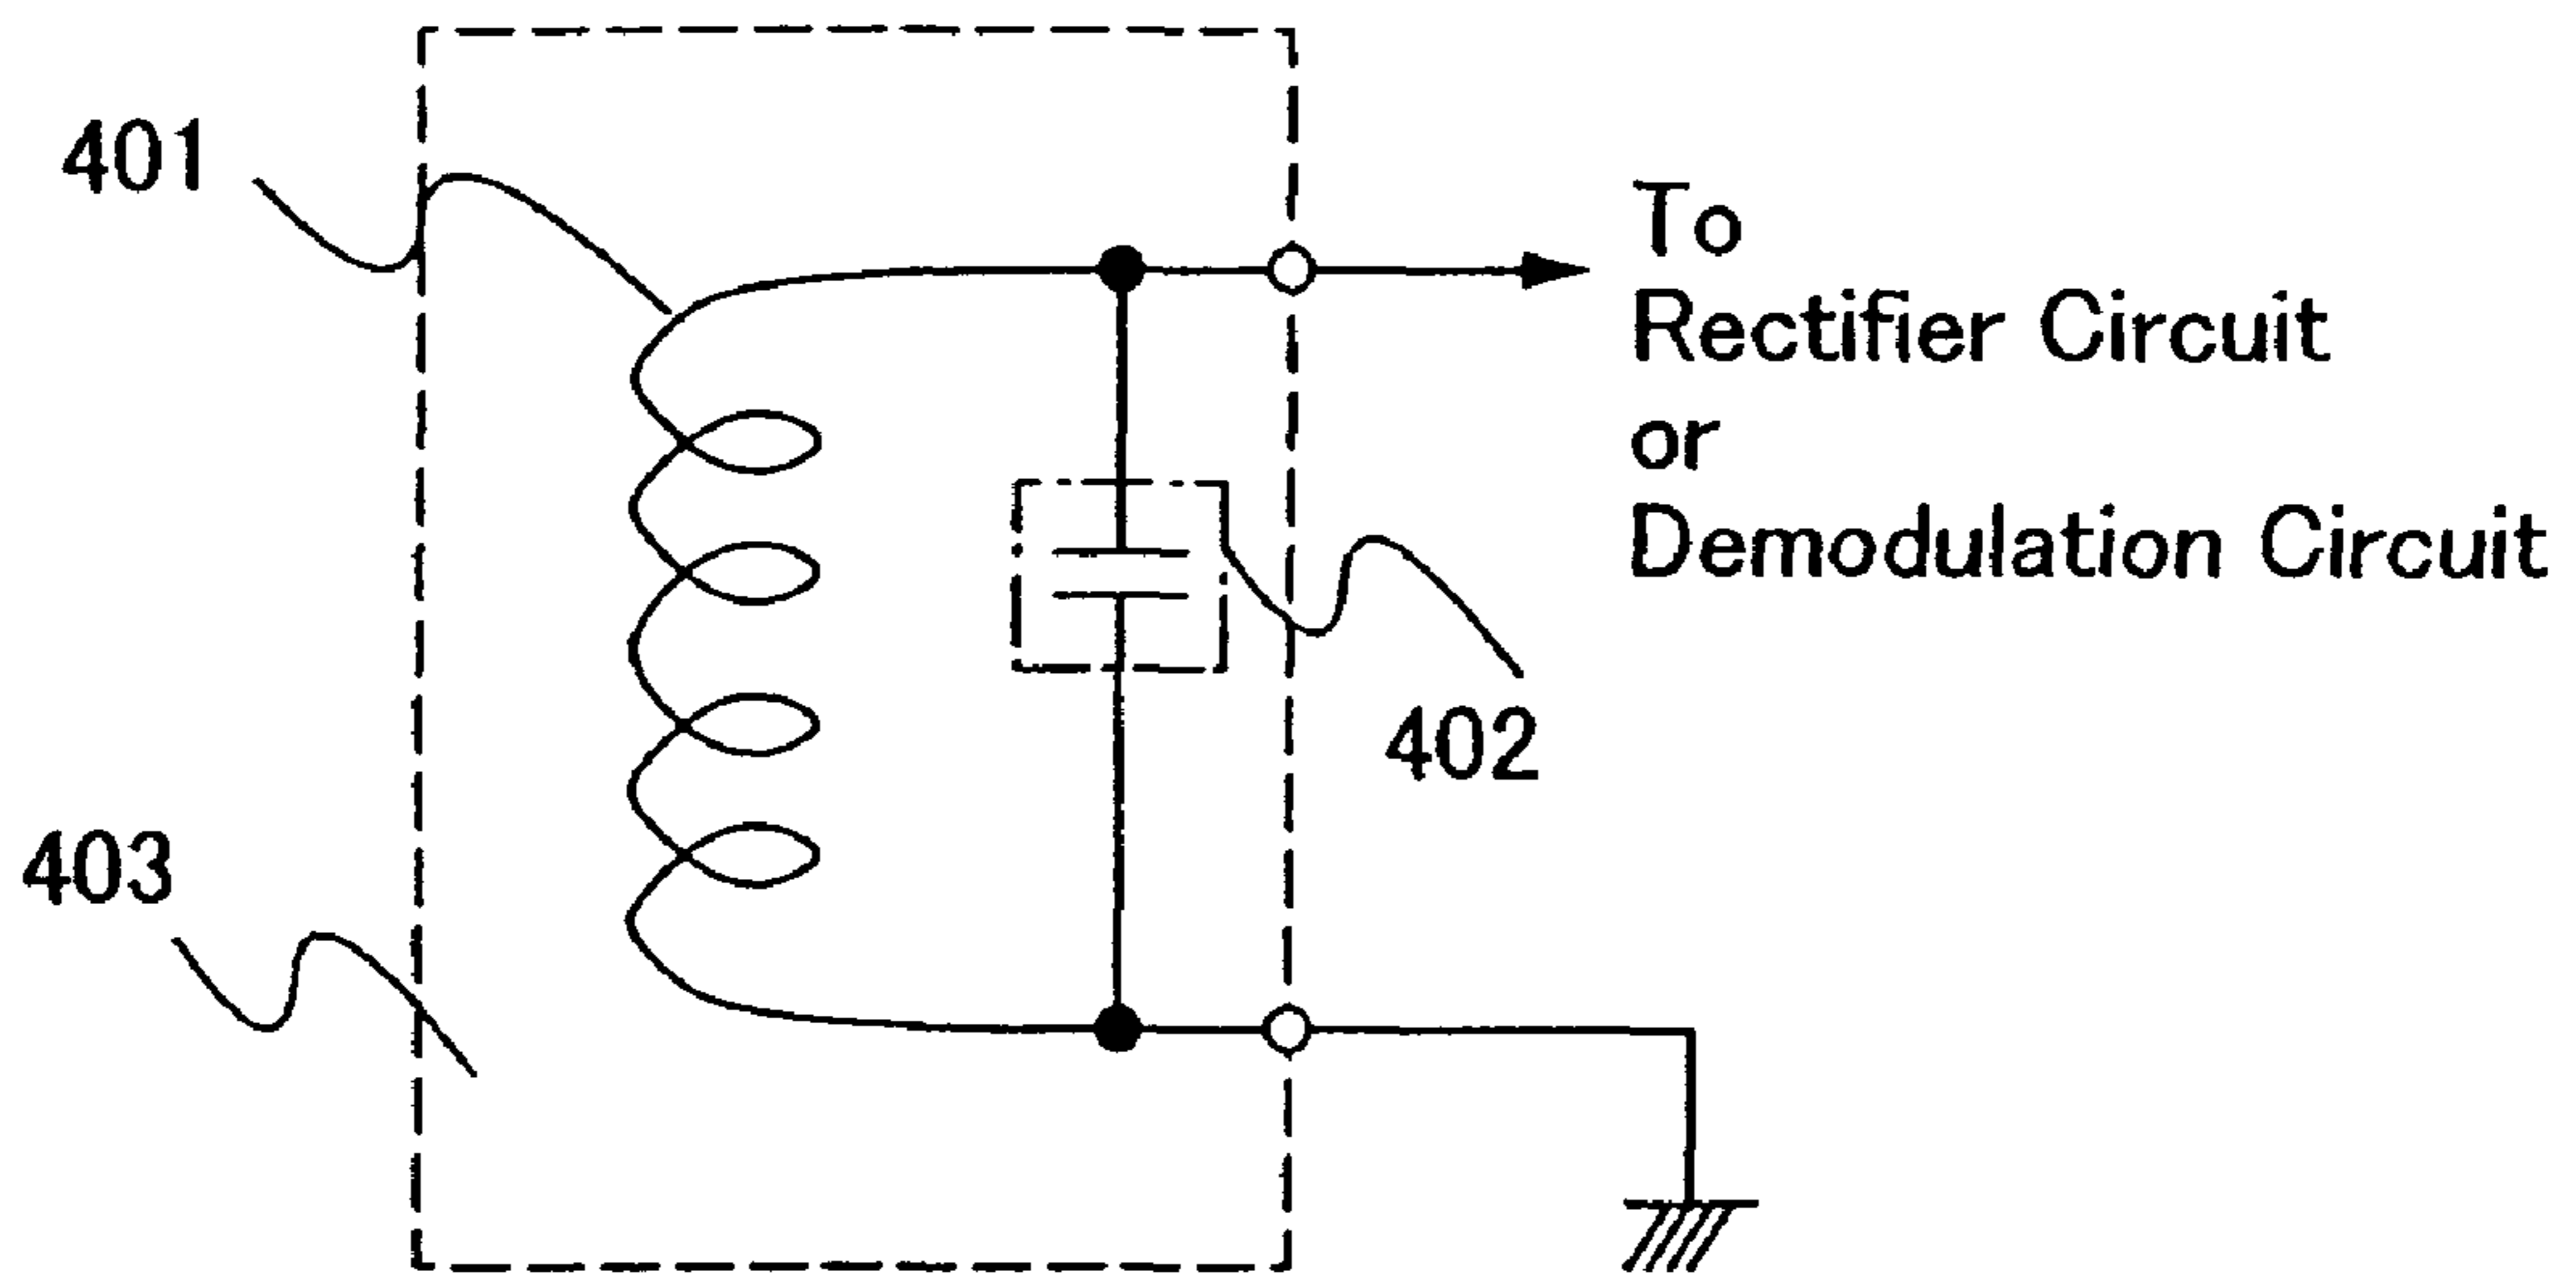 401
To
Rectifier Circuit
or
Demodulation Circuit
402
403